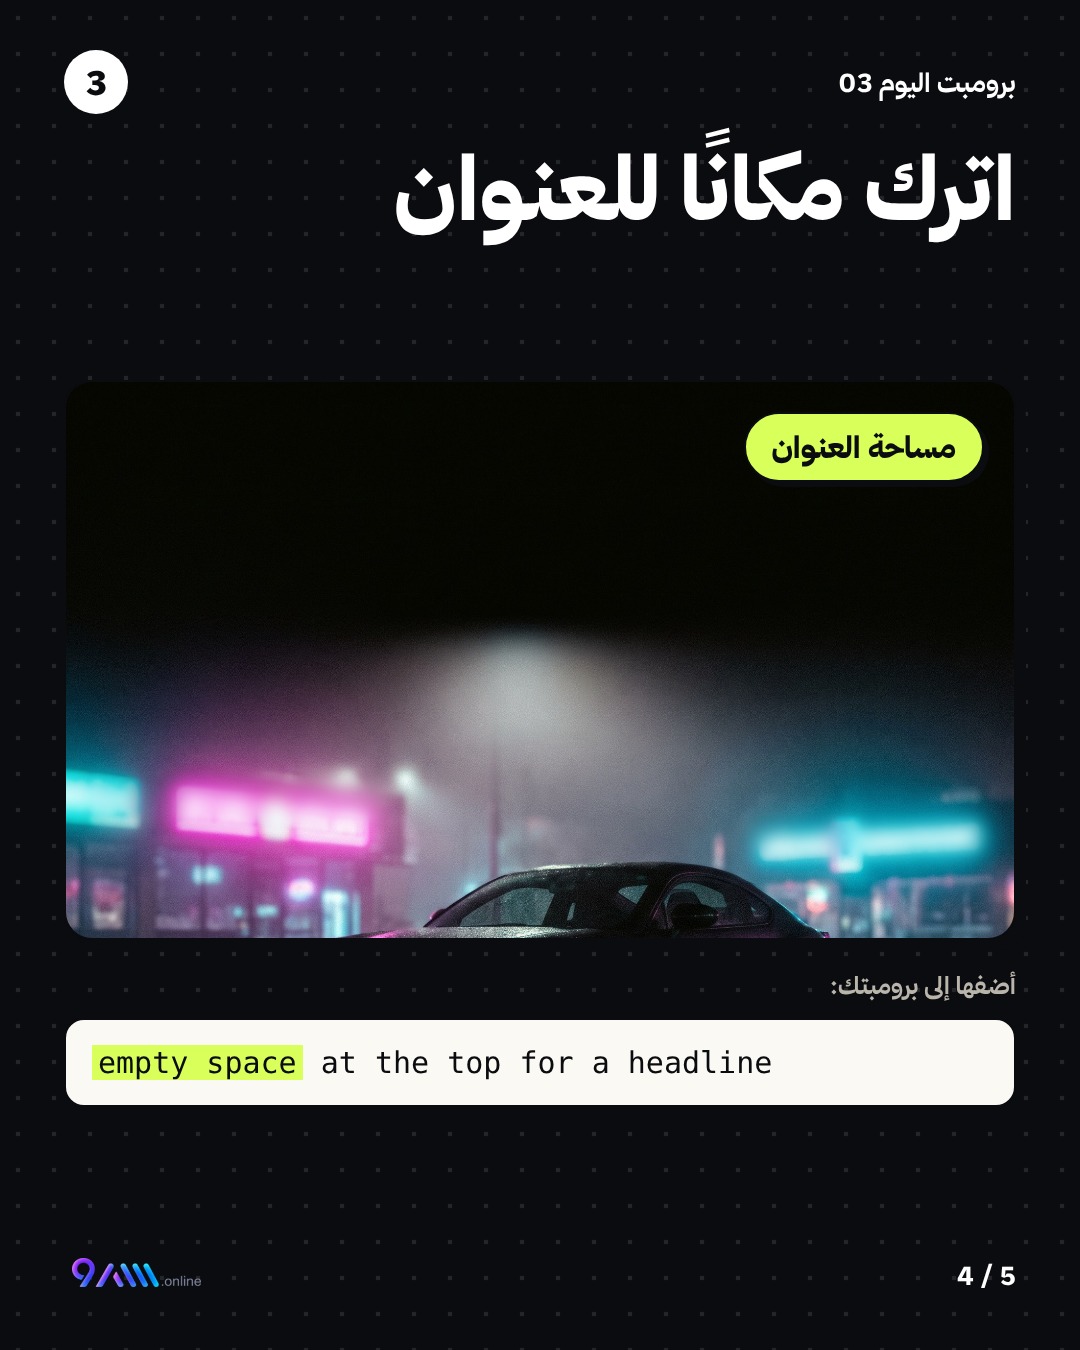 برومبت اليوم 03
3
اترك مكانًا للعنوان
مساحة العنوان
أضفها إلى برومبتك:
empty space at the top for a headline
9AM.online
4 / 5